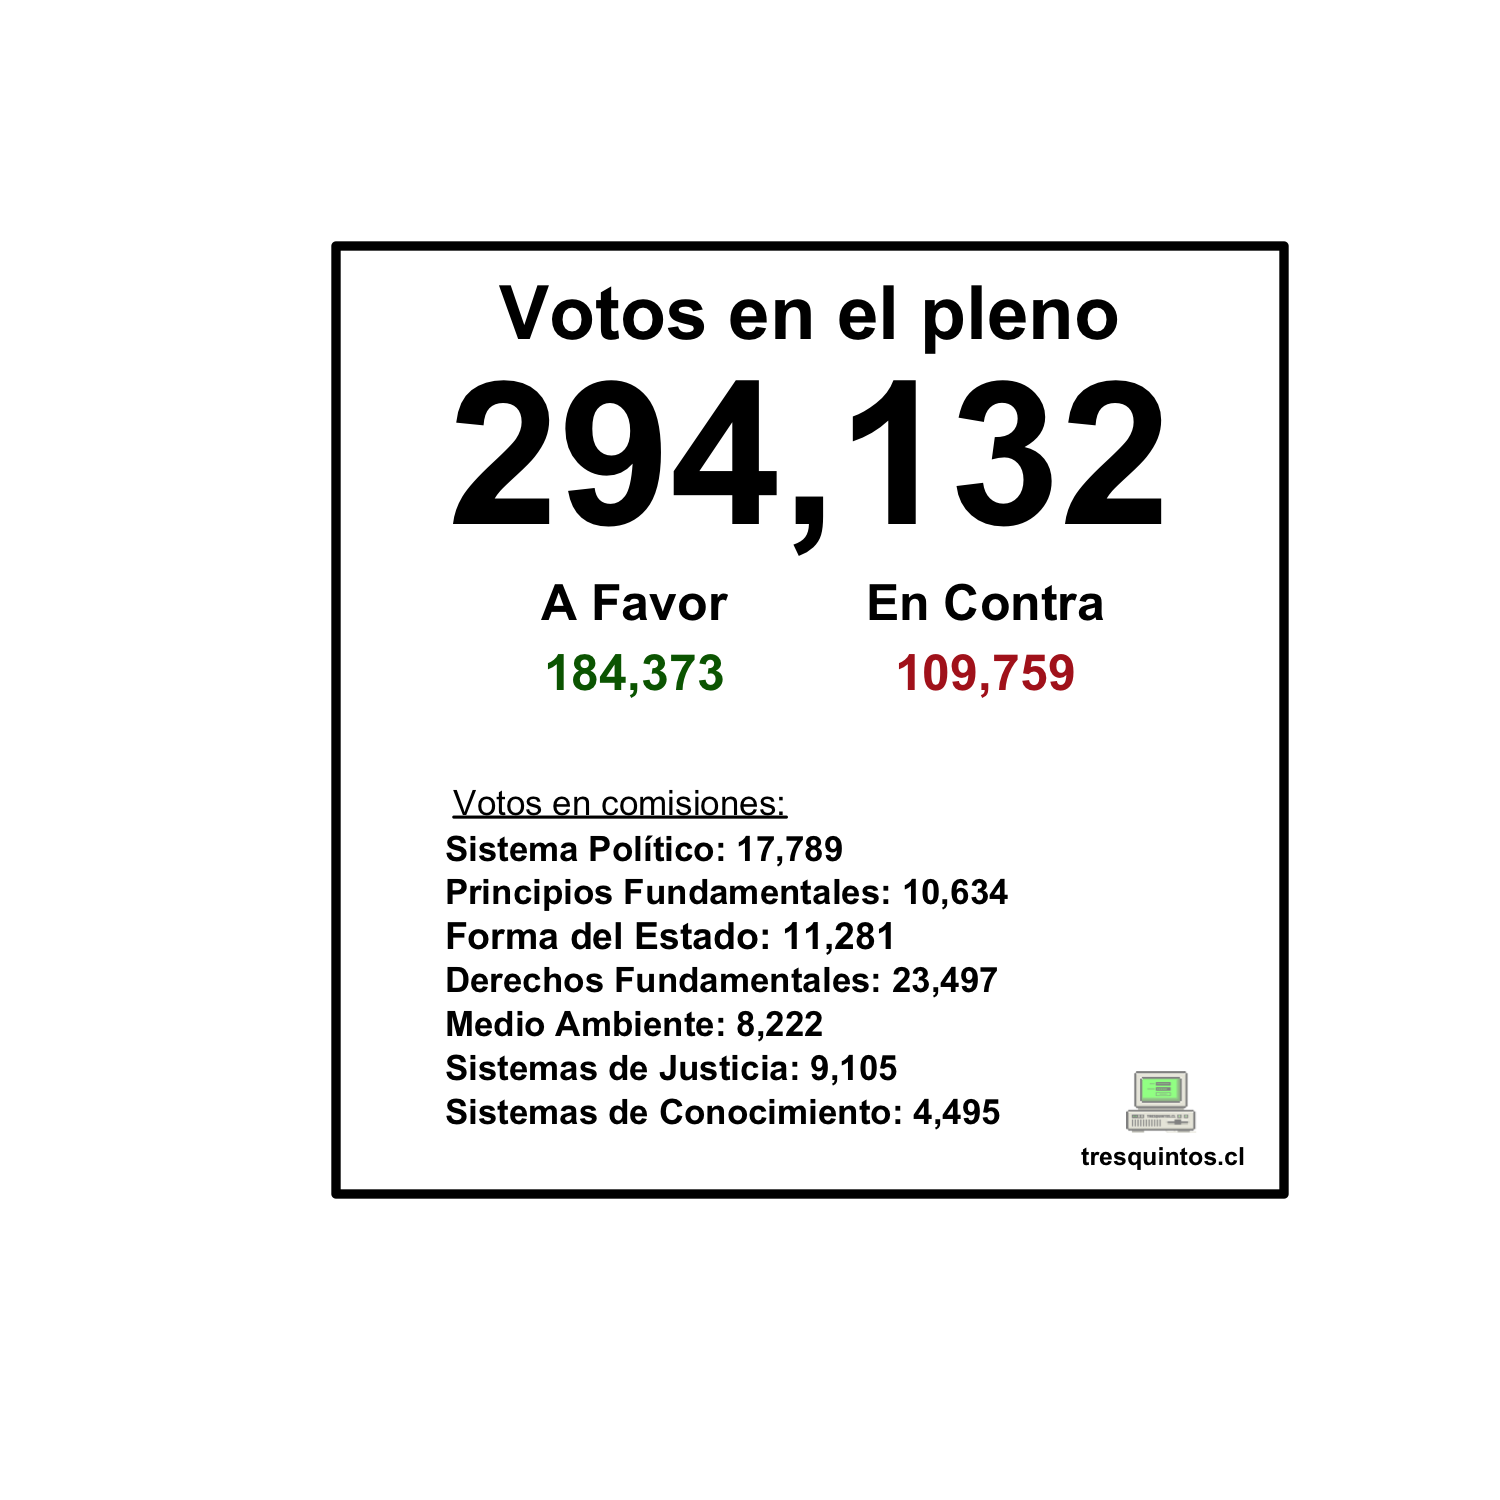 Votos en el pleno
294,132
A Favor
En Contra
184,373
109,759
Votos en comisiones:
Sistema Político: 17,789
Principios Fundamentales: 10,634
Forma del Estado: 11,281
Derechos Fundamentales: 23,497
Medio Ambiente: 8,222
Sistemas de Justicia: 9,105
Sistemas de Conocimiento: 4,495
tresquintos.cl